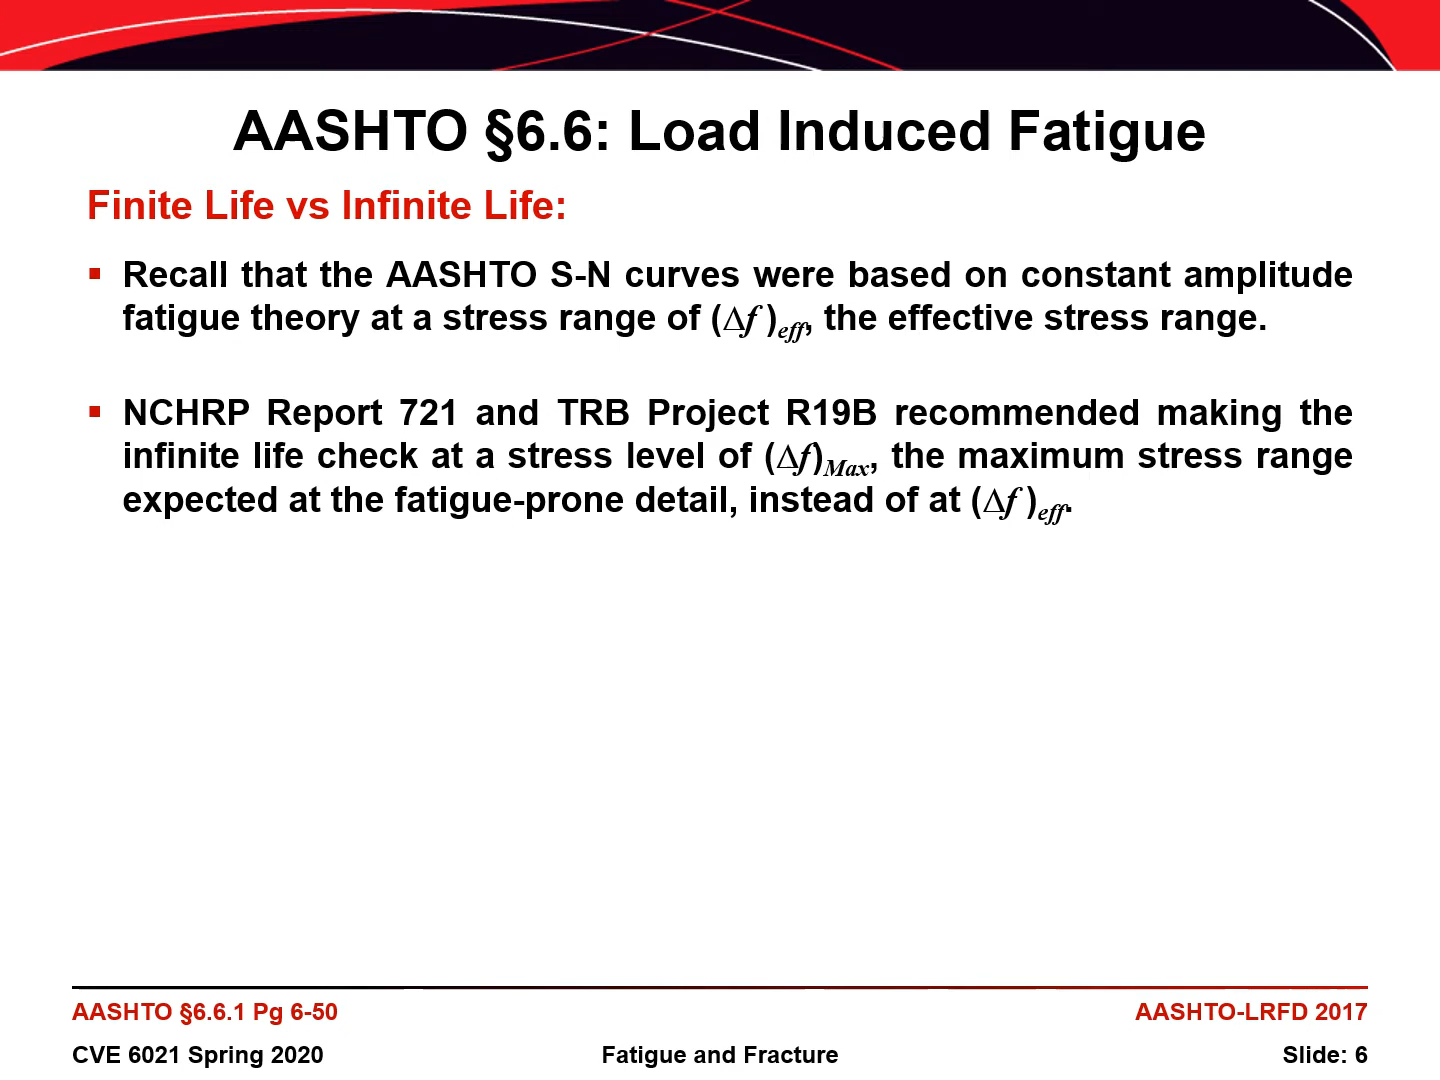 AASHTO §6.6: Load Induced Fatigue
Finite Life vs Infinite Life:
▪ Recall that the AASHTO S-N curves were based on constant amplitude
fatigue theory at a stress range of (Δf )eff, the effective stress range.
▪ NCHRP Report 721 and TRB Project R19B recommended making the
infinite life check at a stress level of (Δf)Max, the maximum stress range
expected at the fatigue-prone detail, instead of at (Δf )eff.
AASHTO §6.6.1 Pg 6-50
AASHTO-LRFD 2017
CVE 6021 Spring 2020
Fatigue and Fracture
Slide: 6